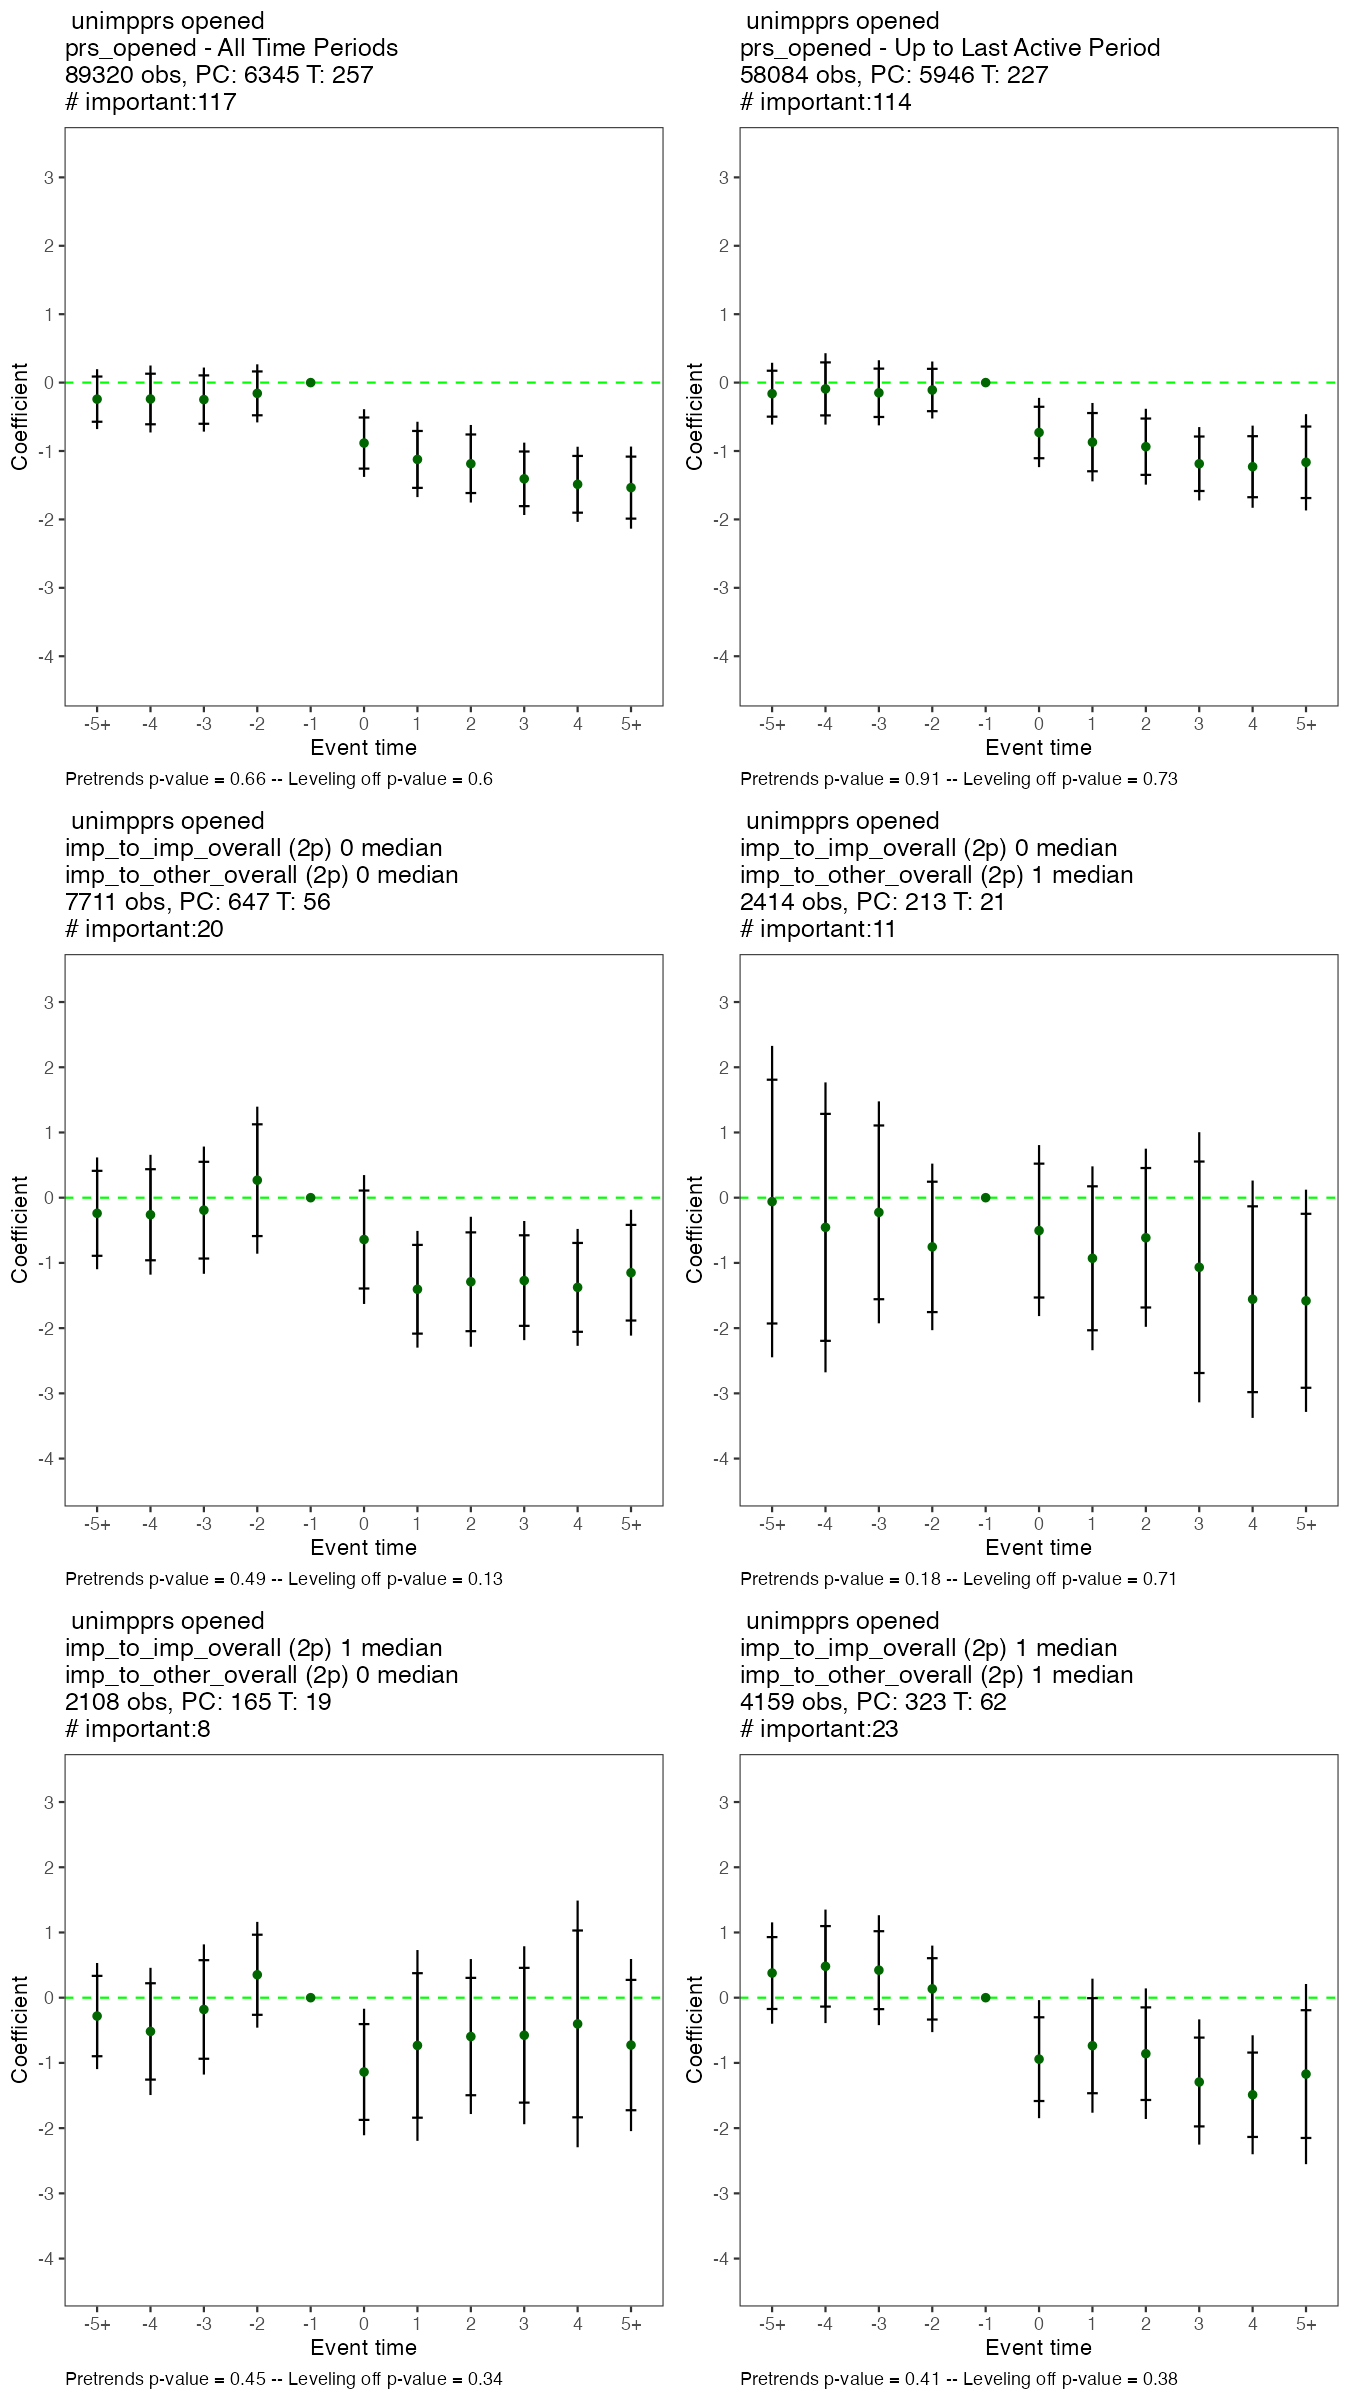 unimpprs opened
prs_opened - All Time Periods
89320 obs, PC: 6345 T: 257
# important:117
3
2
1
0
-1
-2
-3
-4
Coefficient
-5+ -4 -3 -2 -1 0 1 2 3 4 5+
Event time
Pretrends p-value = 0.66 -- Leveling off p-value = 0.6
unimpprs opened
prs_opened - Up to Last Active Period
58084 obs, PC: 5946 T: 227
# important:114
3
2
1
0
-1
-2
-3
-4
Coefficient
-5+ -4 -3 -2 -1 0 1 2 3 4 5+
Event time
Pretrends p-value = 0.91 -- Leveling off p-value = 0.73
unimpprs opened
imp_to_imp_overall (2p) 0 median
imp_to_other_overall (2p) 0 median
7711 obs, PC: 647 T: 56
# important:20
3
2
1
0
-1
-2
-3
-4
Coefficient
-5+ -4 -3 -2 -1 0 1 2 3 4 5+
Event time
Pretrends p-value = 0.49 -- Leveling off p-value = 0.13
unimpprs opened
imp_to_imp_overall (2p) 0 median
imp_to_other_overall (2p) 1 median
2414 obs, PC: 213 T: 21
# important:11
3
2
1
0
-1
-2
-3
-4
Coefficient
-5+ -4 -3 -2 -1 0 1 2 3 4 5+
Event time
Pretrends p-value = 0.18 -- Leveling off p-value = 0.71
unimpprs opened
imp_to_imp_overall (2p) 1 median
imp_to_other_overall (2p) 0 median
2108 obs, PC: 165 T: 19
# important:8
3
2
1
0
-1
-2
-3
-4
Coefficient
-5+ -4 -3 -2 -1 0 1 2 3 4 5+
Event time
Pretrends p-value = 0.45 -- Leveling off p-value = 0.34
unimpprs opened
imp_to_imp_overall (2p) 1 median
imp_to_other_overall (2p) 1 median
4159 obs, PC: 323 T: 62
# important:23
3
2
1
0
-1
-2
-3
-4
Coefficient
-5+ -4 -3 -2 -1 0 1 2 3 4 5+
Event time
Pretrends p-value = 0.41 -- Leveling off p-value = 0.38